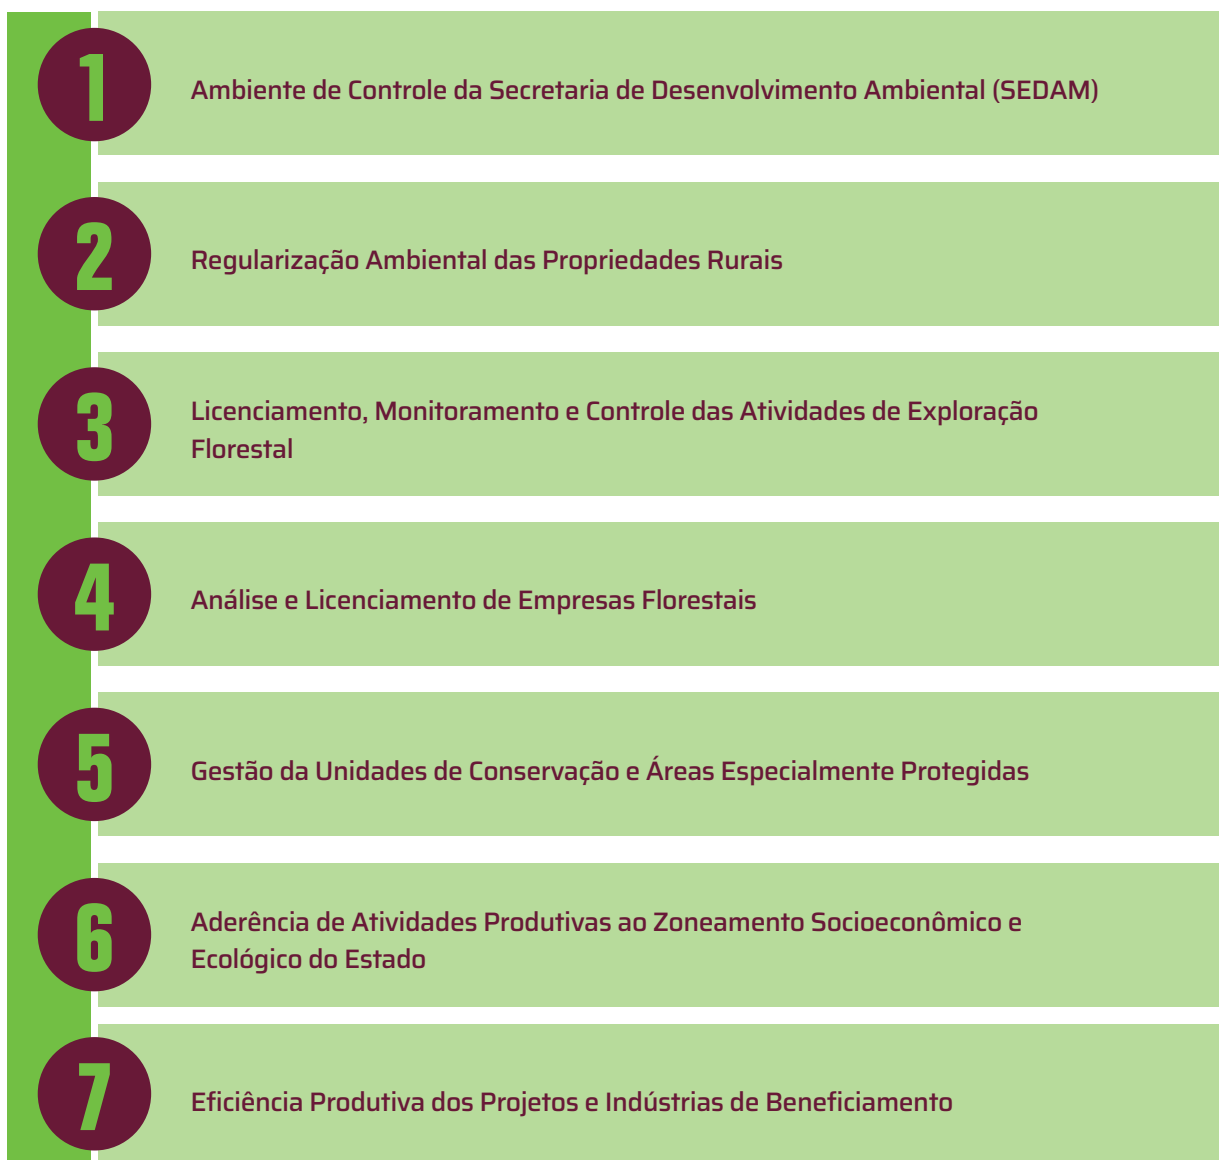 1
Ambiente de Controle da Secretaria de Desenvolvimento Ambiental (SEDAM)
2
Regularização Ambiental das Propriedades Rurais
3
Licenciamento, Monitoramento e Controle das Atividades de Exploração
Florestal
4
Análise e Licenciamento de Empresas Florestais
5
Gestão da Unidades de Conservação e Áreas Especialmente Protegidas
6
Aderência de Atividades Produtivas ao Zoneamento Socioeconômico e
Ecológico do Estado
7
Eficiência Produtiva dos Projetos e Indústrias de Beneficiamento